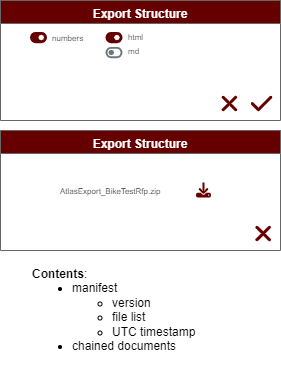 Export Structure
numbers
html
md
Export Structure
AtlasExport_BikeTestRfp.zip
Contents:
manifest
version
file list
UTC timestamp
chained documents